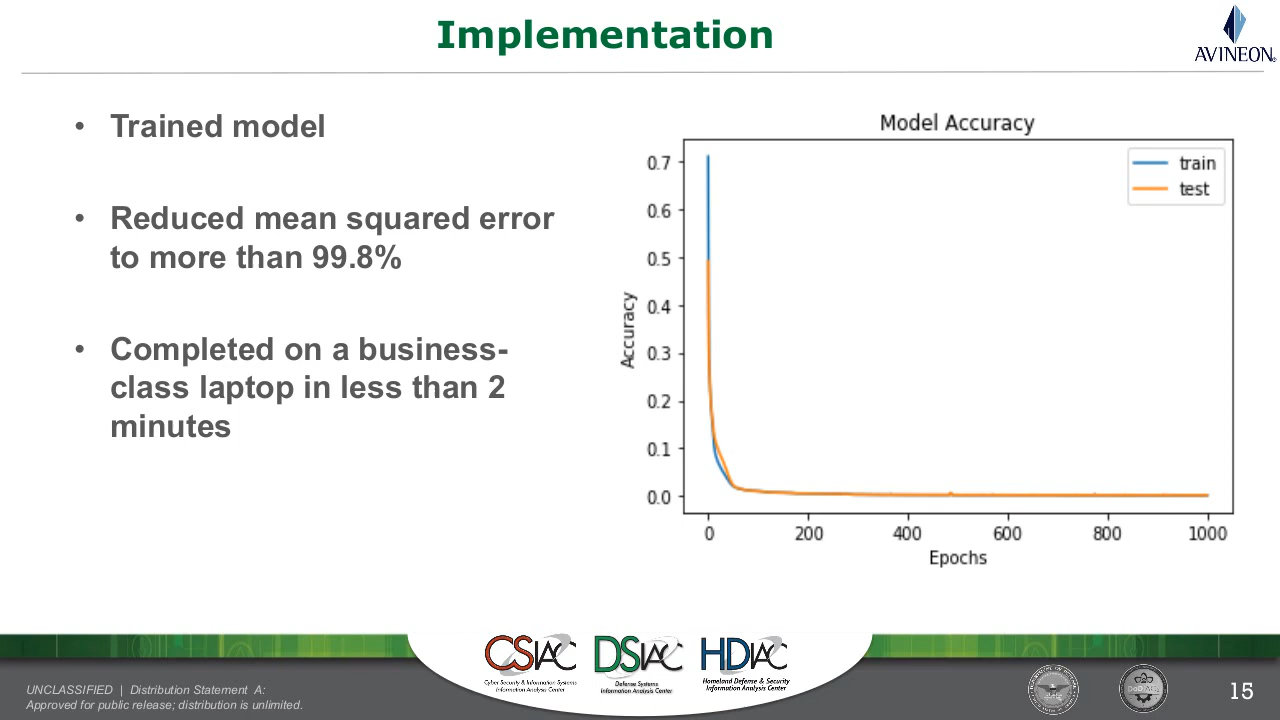 Implementation
AVINEON®
• Trained model
• Reduced mean squared error
to more than 99.8%
• Completed on a business-
class laptop in less than 2
minutes
Model Accuracy
train
test
0.7
0.6
0.5
0.4
0.3
0.2
0.1
0.0
Accuracy
0
200
400
600
800
1000
Epochs
CSIAC
Cyber Security & Information Systems
Information Analysis Center
DSIAC
Defense Systems
Information Analysis Center
HDIAC
Homeland Defense & Security
Information Analysis Center
UNCLASSIFIED | Distribution Statement A:
Approved for public release; distribution is unlimited.
15